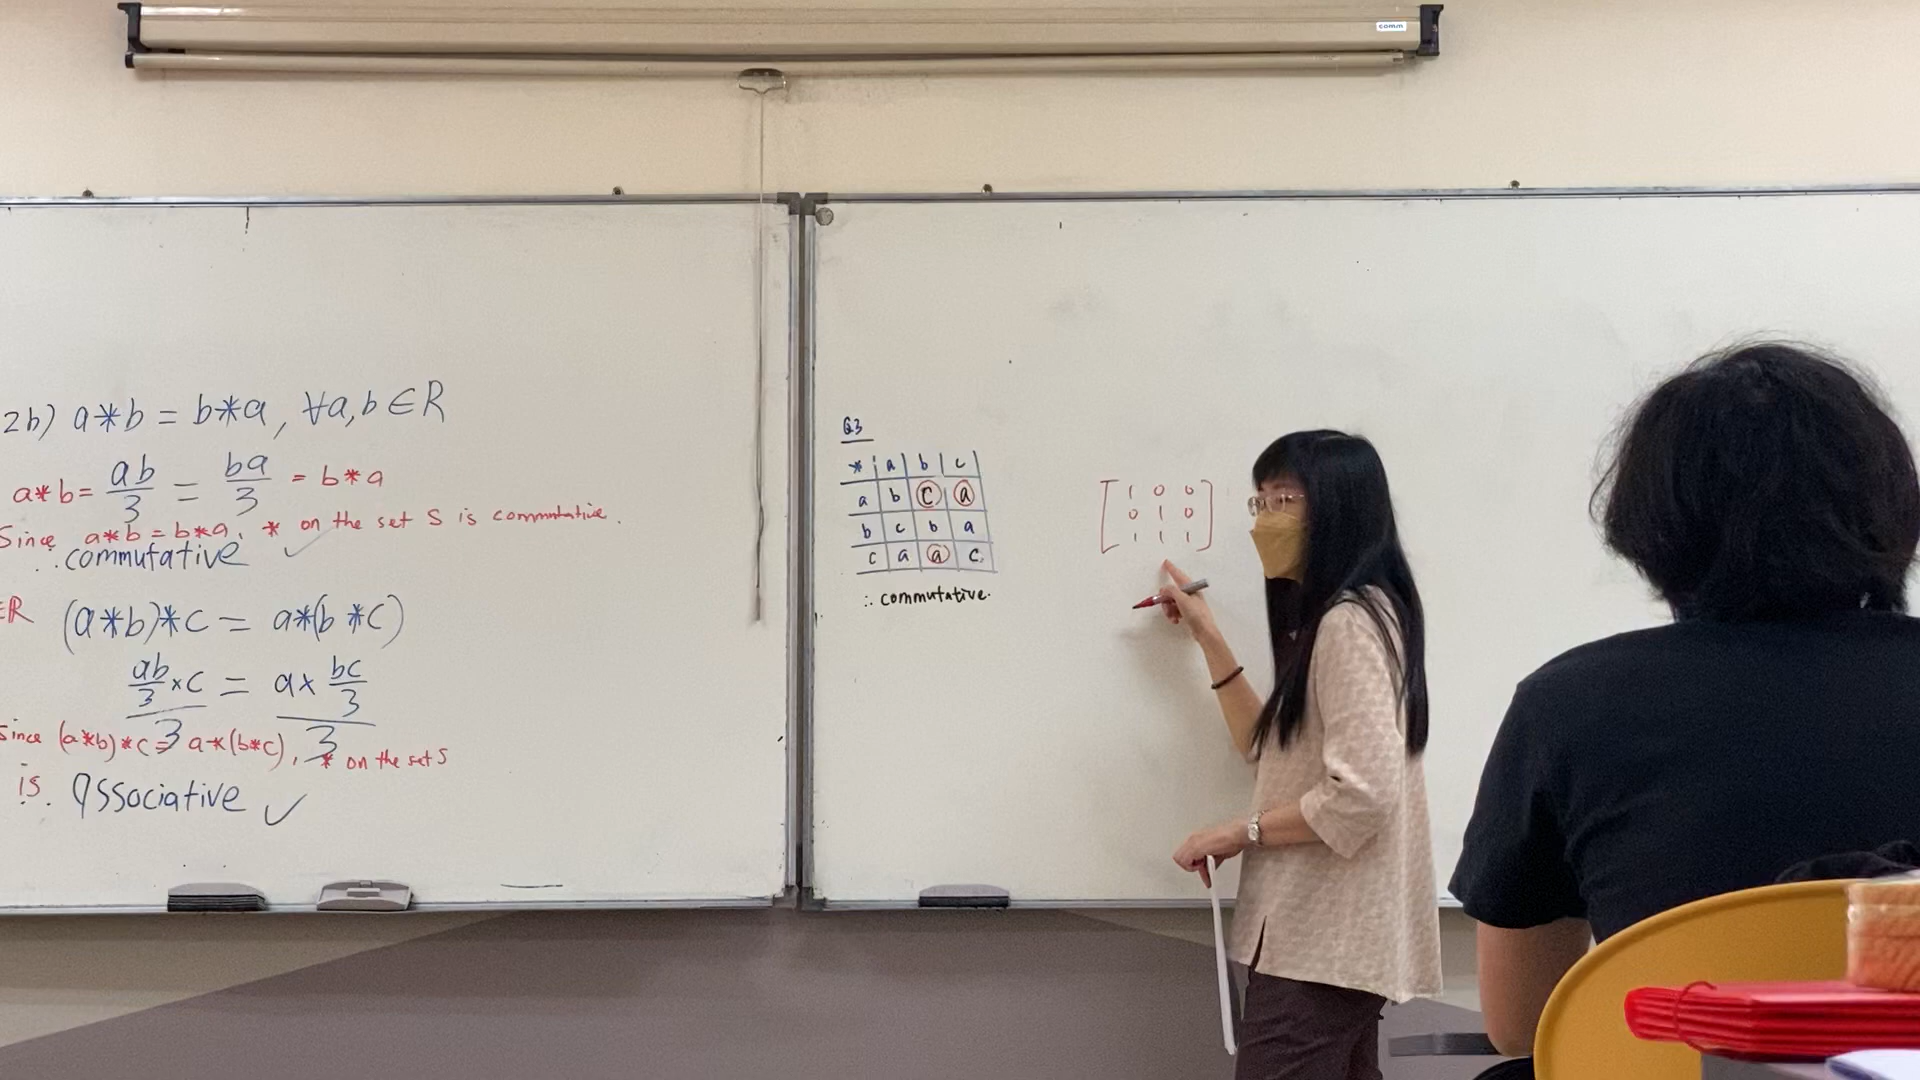 comm
2b) a*b = b*a, ∀a,b ∈ R
a*b = ab/3 = ba/3 = b*a
Since a*b = b*a, * on the set S is commutative.
∴ commutative ✓
∈R (a*b)*c = a*(b*c)
(ab/3 × c)/3 = (a × bc/3)/3
Since (a*b)*c = a*(b*c), * on the set S
is. Associative ✓
Q3
* a b c
a b c a
b c b a
c a a c
∴ commutative.
1 0 0
0 1 0
1 1 1